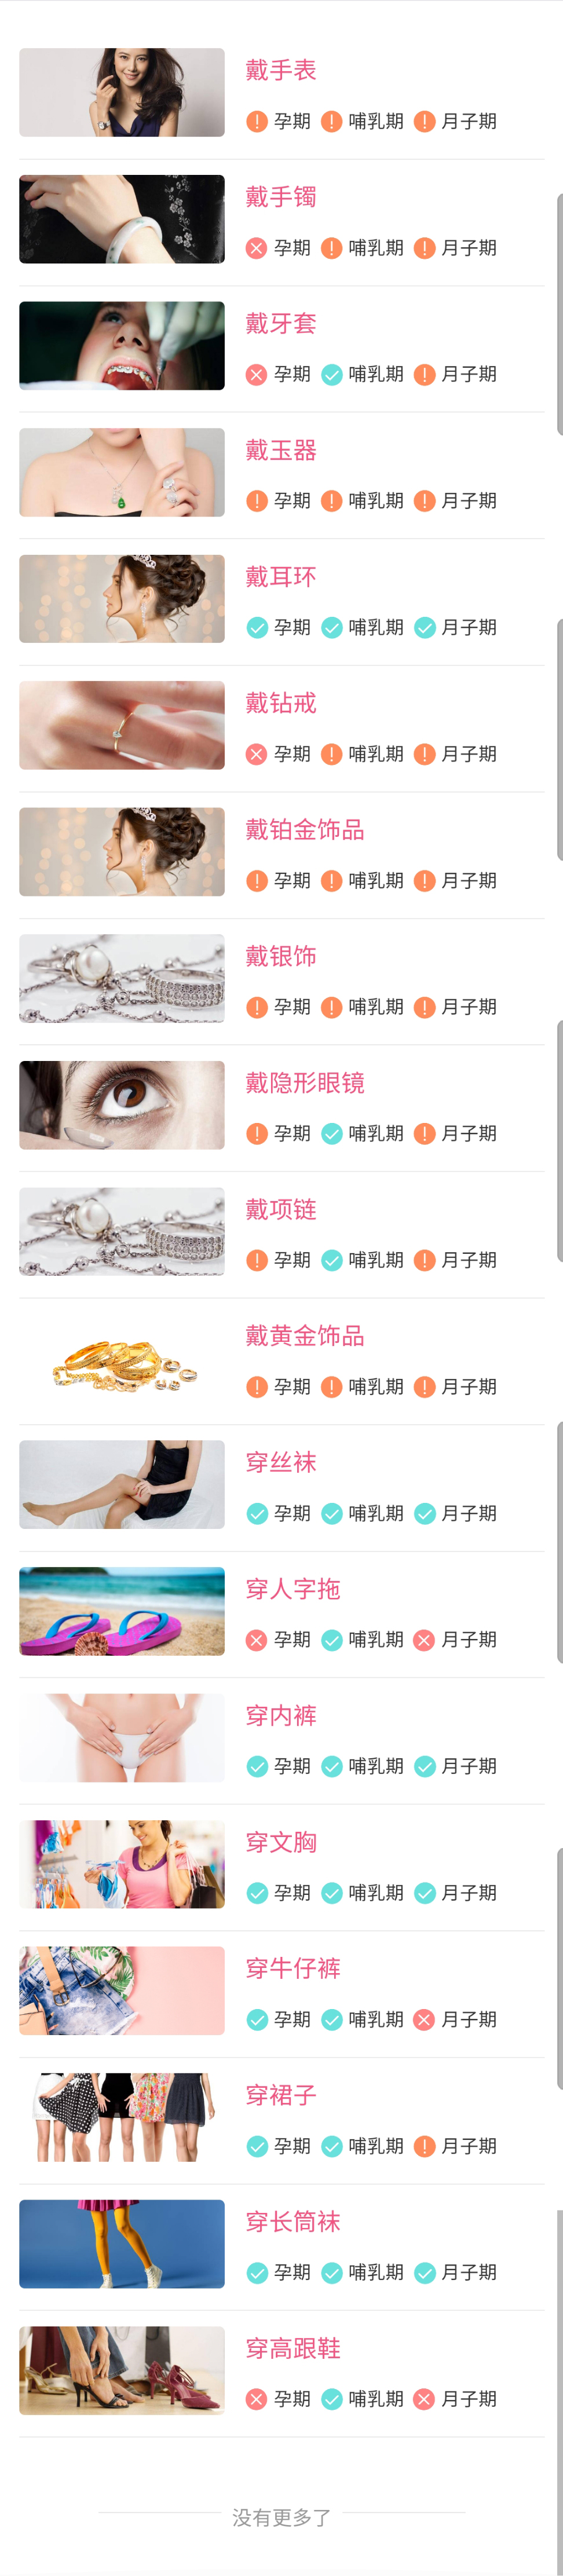 戴手表
孕期 哺乳期 月子期
戴手镯
孕期 哺乳期 月子期
戴牙套
孕期 哺乳期 月子期
戴玉器
孕期 哺乳期 月子期
戴耳环
孕期 哺乳期 月子期
戴钻戒
孕期 哺乳期 月子期
戴铂金饰品
孕期 哺乳期 月子期
戴银饰
孕期 哺乳期 月子期
戴隐形眼镜
孕期 哺乳期 月子期
戴项链
孕期 哺乳期 月子期
戴黄金饰品
孕期 哺乳期 月子期
穿丝袜
孕期 哺乳期 月子期
穿人字拖
孕期 哺乳期 月子期
穿内裤
孕期 哺乳期 月子期
穿文胸
孕期 哺乳期 月子期
穿牛仔裤
孕期 哺乳期 月子期
穿裙子
孕期 哺乳期 月子期
穿长筒袜
孕期 哺乳期 月子期
穿高跟鞋
孕期 哺乳期 月子期
没有更多了